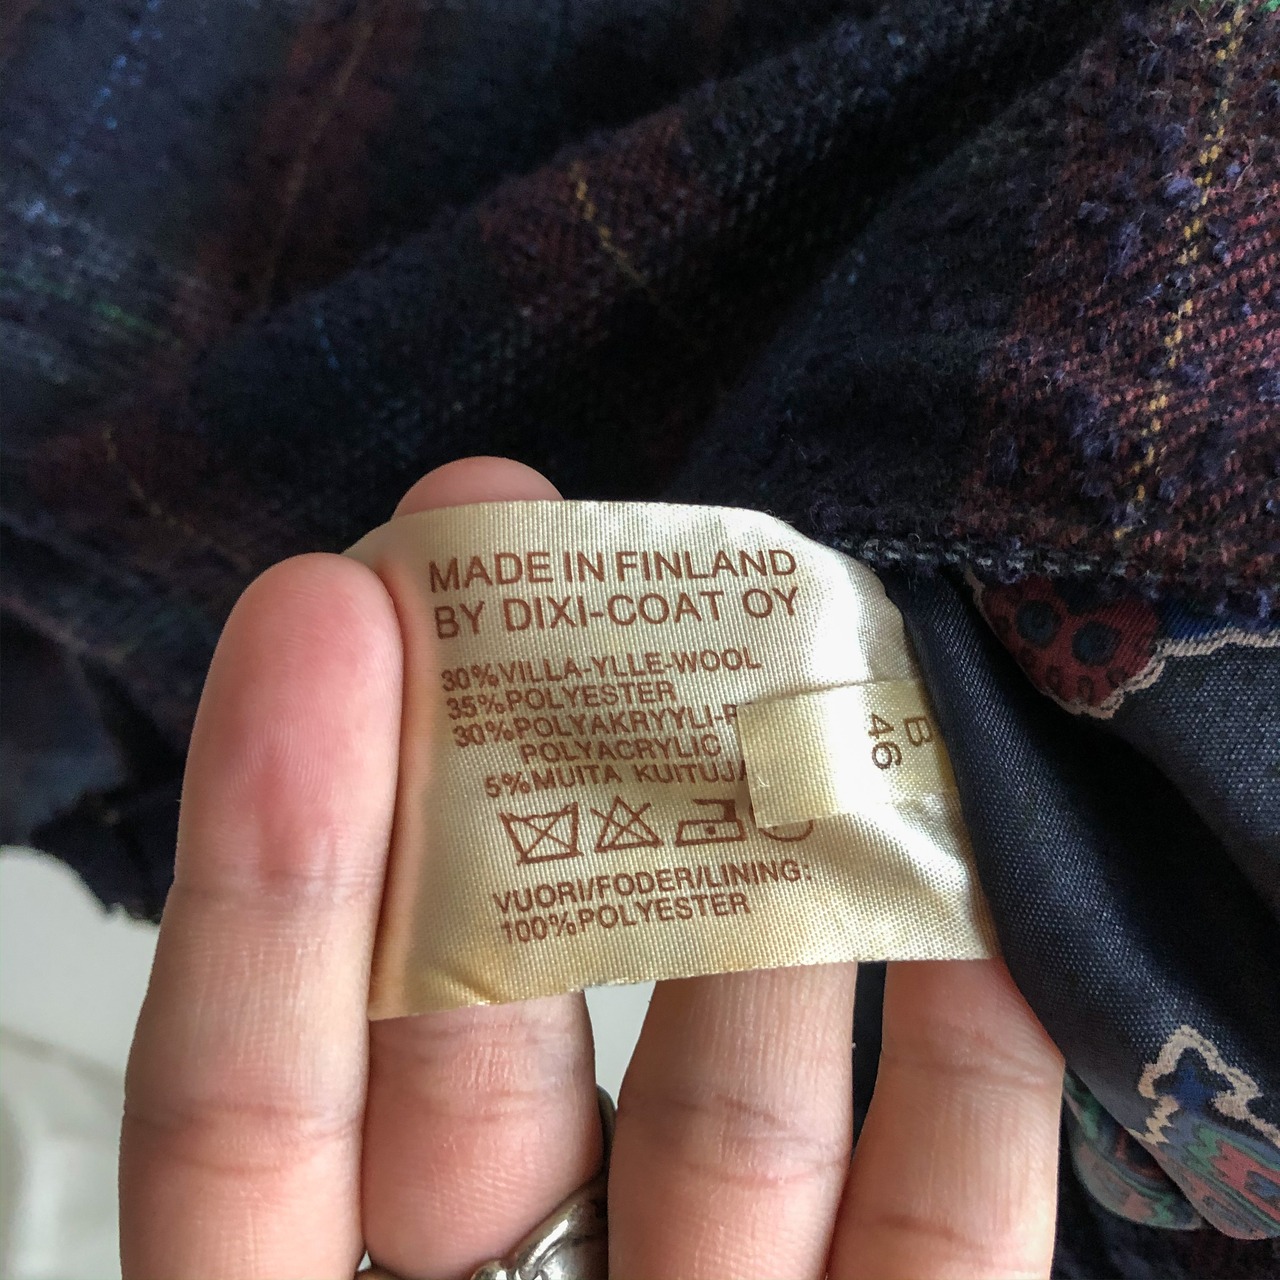 MADE IN FINLAND
BY DIXI-COAT OY
30%VILLA-YLLE-WOOL
35%POLYESTER
30%POLYAKRYYLI-
POLYACRYLIC
5%MUITA KUITUJA
VUORI/FODER/LINING:
100%POLYESTER
B
46